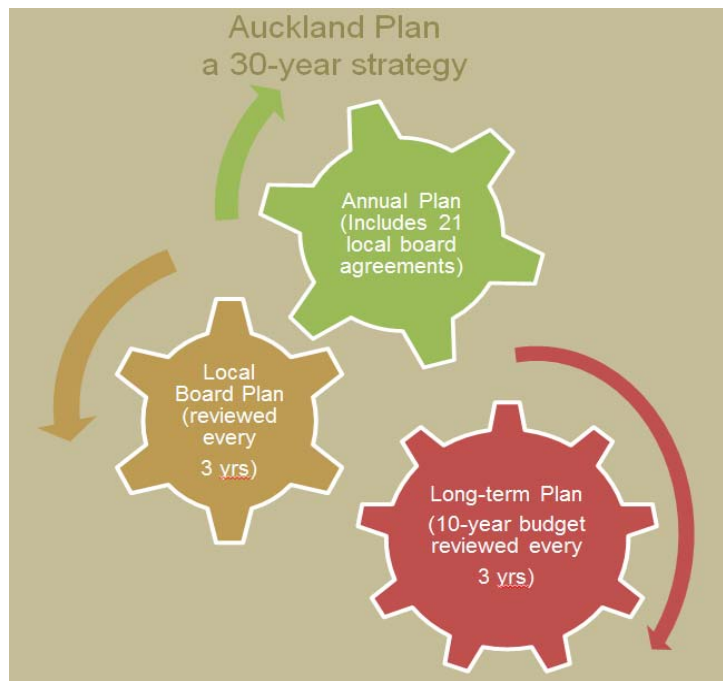 Auckland Plan
a 30-year strategy
Annual Plan
(Includes 21
local board
agreements)
Local
Board Plan
(reviewed
every
3 yrs)
Long-term Plan
(10-year budget
reviewed every
3 yrs)